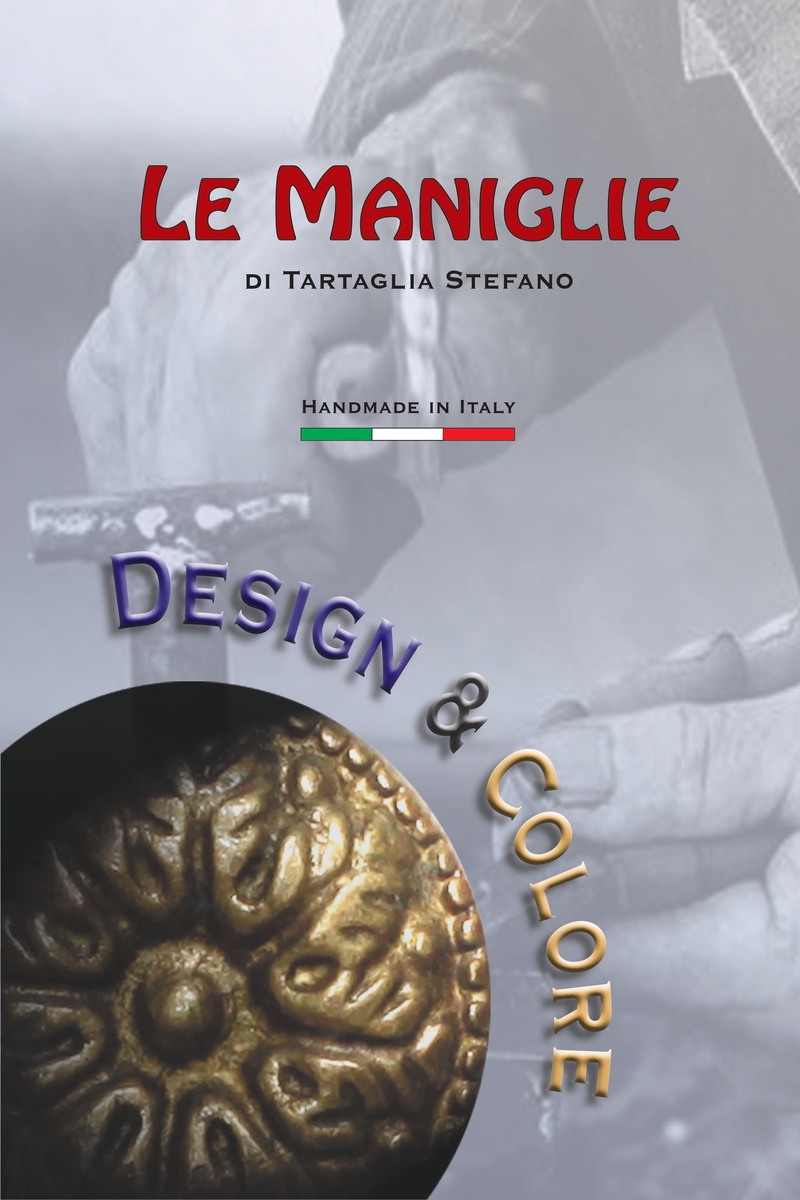 LE MANIGLIE
DI TARTAGLIA STEFANO
HANDMADE IN ITALY
DESIGN & COLORE